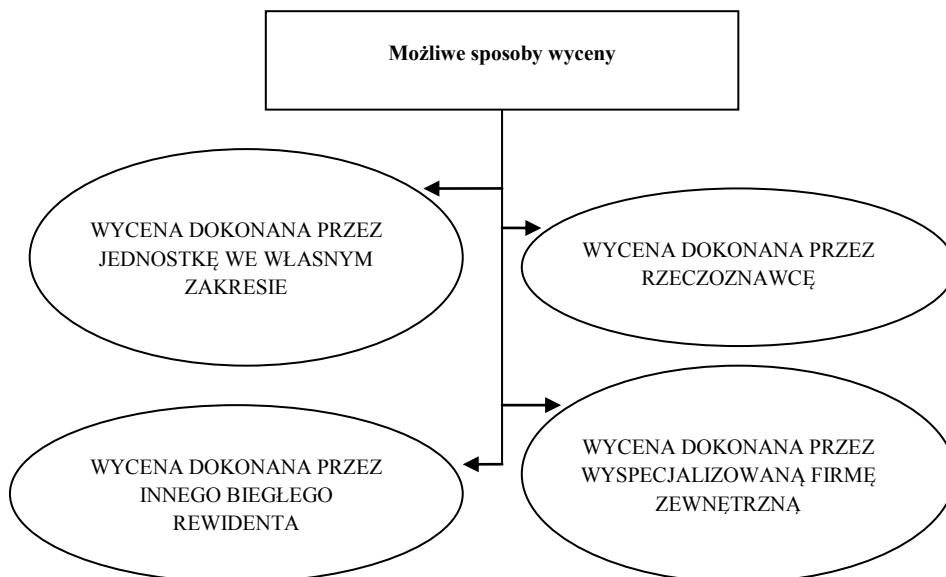 Możliwe sposoby wyceny
WYCENA DOKONANA PRZEZ
JEDNOSTKĘ WE WŁASNYM
ZAKRESIE
WYCENA DOKONANA PRZEZ
RZECZOZNAWCĘ
WYCENA DOKONANA PRZEZ
INNEGO BIEGŁEGO
REWIDENTA
WYCENA DOKONANA PRZEZ
WYSPECJALIZOWANĄ FIRMĘ
ZEWNĘTRZNĄ